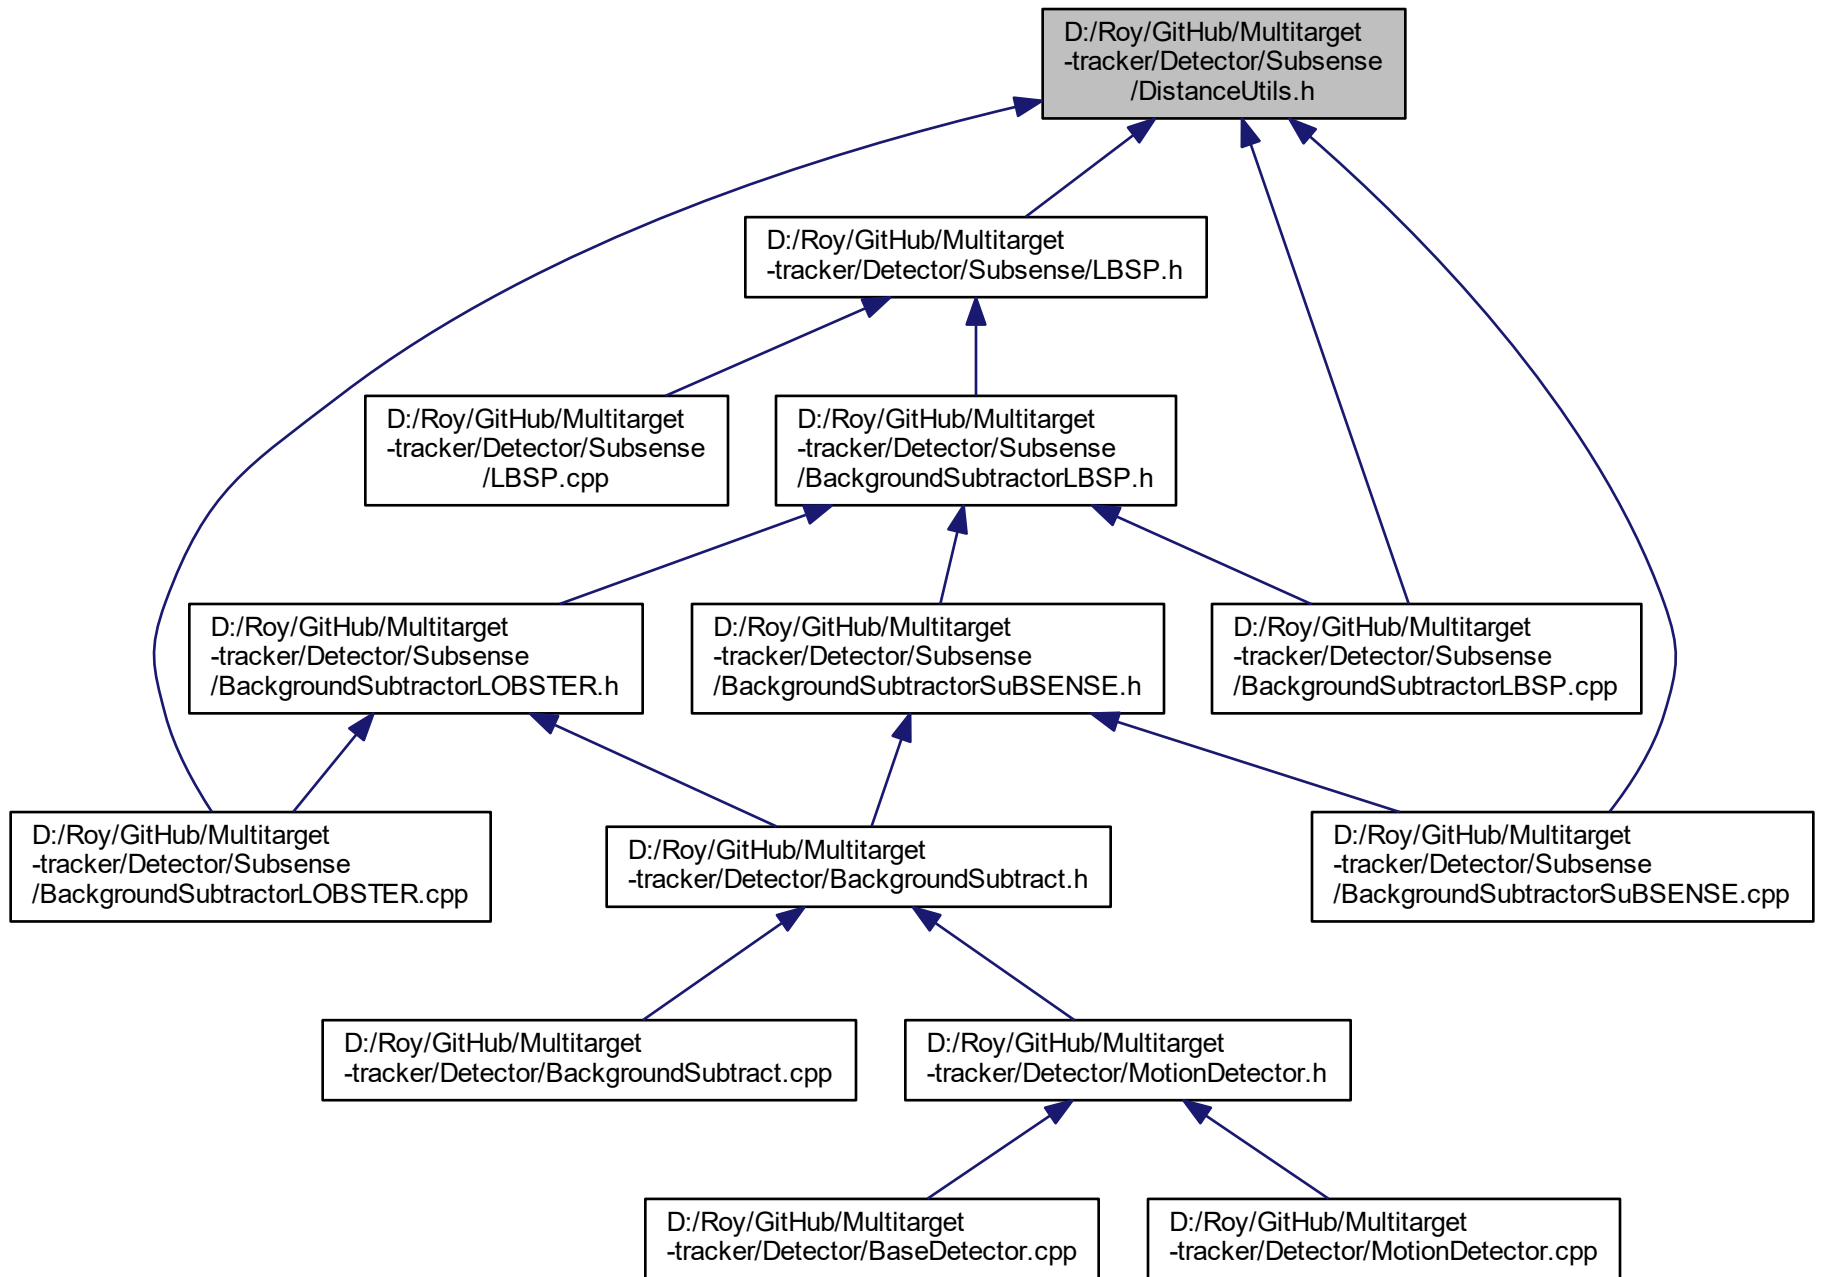 D:/Roy/GitHub/Multitarget
-tracker/Detector/Subsense
/DistanceUtils.h
D:/Roy/GitHub/Multitarget
-tracker/Detector/Subsense/LBSP.h
D:/Roy/GitHub/Multitarget
-tracker/Detector/Subsense
/LBSP.cpp
D:/Roy/GitHub/Multitarget
-tracker/Detector/Subsense
/BackgroundSubtractorLBSP.h
D:/Roy/GitHub/Multitarget
-tracker/Detector/Subsense
/BackgroundSubtractorLOBSTER.h
D:/Roy/GitHub/Multitarget
-tracker/Detector/Subsense
/BackgroundSubtractorSuBSENSE.h
D:/Roy/GitHub/Multitarget
-tracker/Detector/Subsense
/BackgroundSubtractorLBSP.cpp
D:/Roy/GitHub/Multitarget
-tracker/Detector/Subsense
/BackgroundSubtractorLOBSTER.cpp
D:/Roy/GitHub/Multitarget
-tracker/Detector/BackgroundSubtract.h
D:/Roy/GitHub/Multitarget
-tracker/Detector/Subsense
/BackgroundSubtractorSuBSENSE.cpp
D:/Roy/GitHub/Multitarget
-tracker/Detector/BackgroundSubtract.cpp
D:/Roy/GitHub/Multitarget
-tracker/Detector/MotionDetector.h
D:/Roy/GitHub/Multitarget
-tracker/Detector/BaseDetector.cpp
D:/Roy/GitHub/Multitarget
-tracker/Detector/MotionDetector.cpp